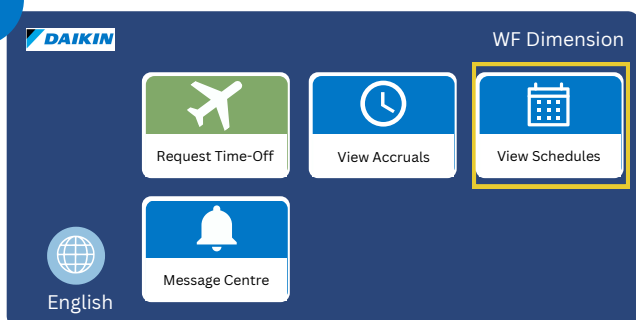 DAIKIN
WF Dimension
Request Time-Off
View Accruals
View Schedules
Message Centre
English